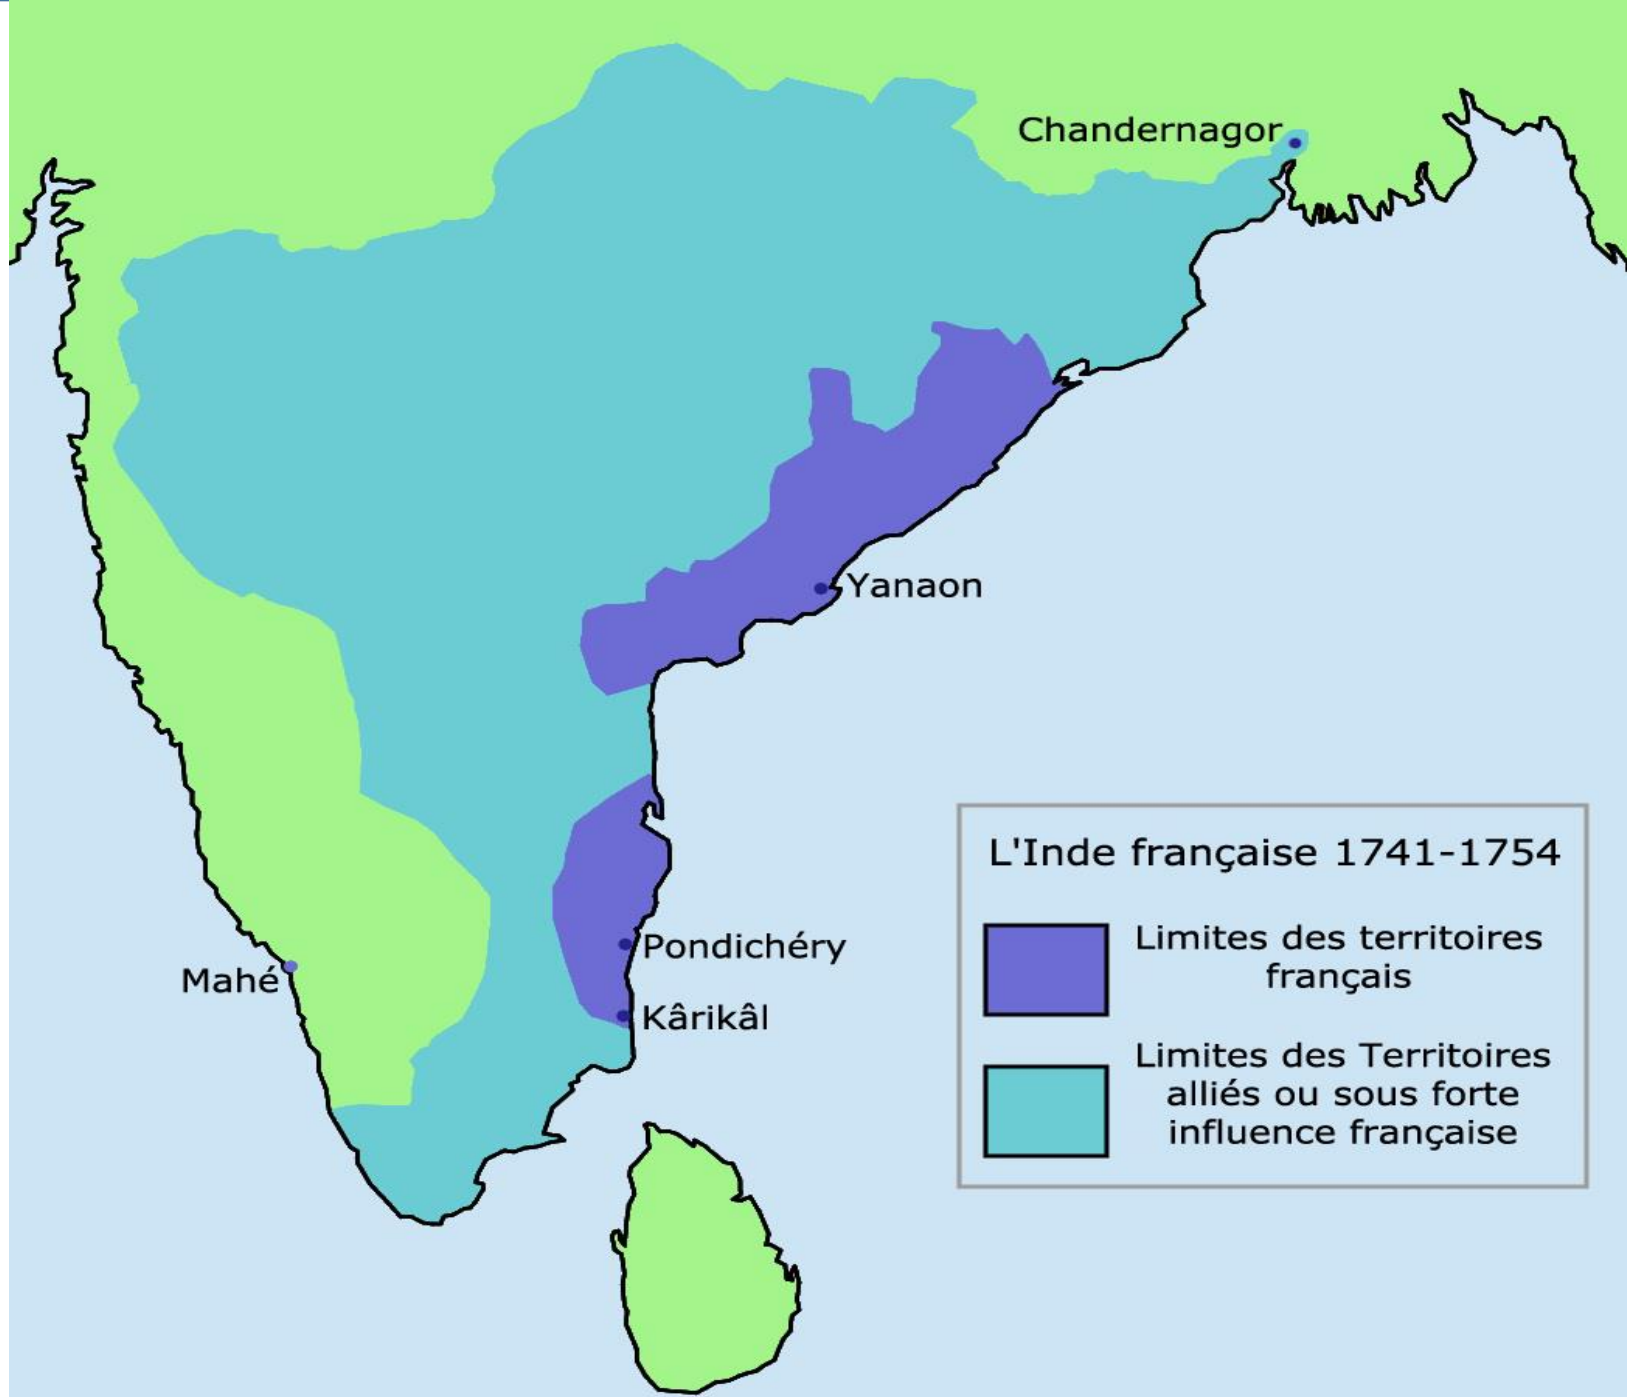 Chandernagor
Yanaon
Pondichéry
Mahé
Kârikâl
L'Inde française 1741-1754
Limites des territoires
français
Limites des Territoires
alliés ou sous forte
influence française